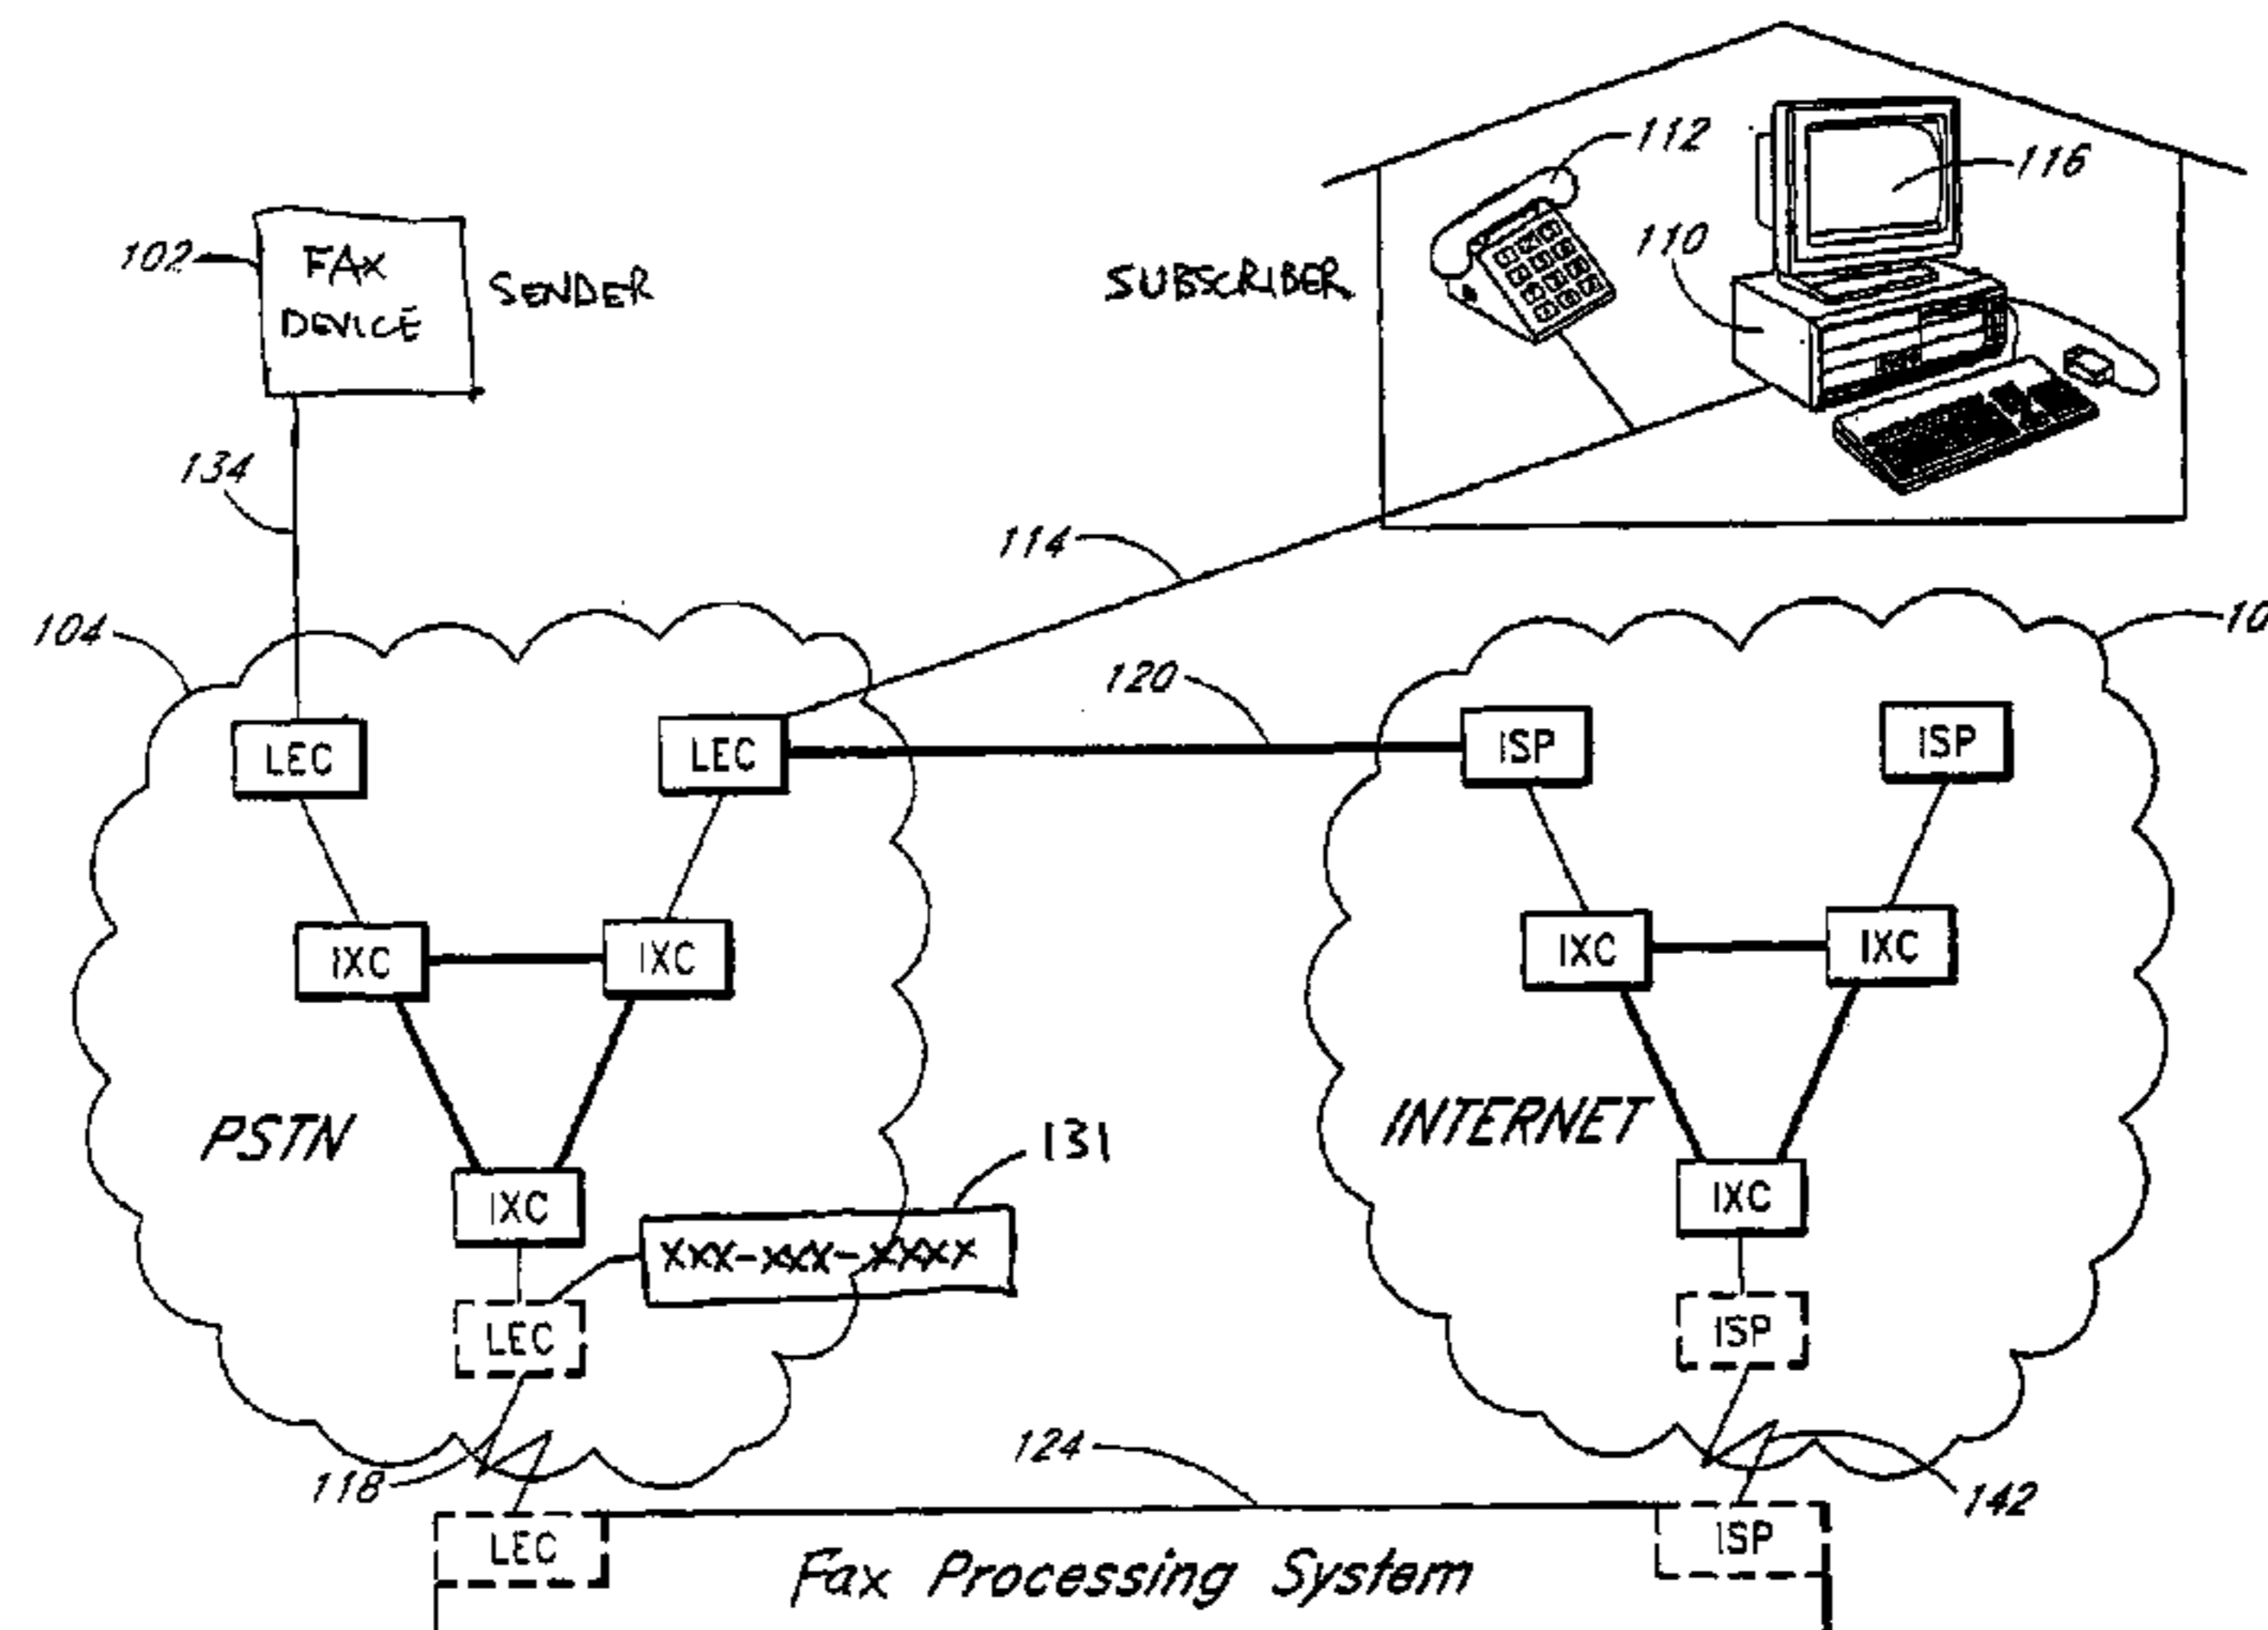 112
116
102
FAX
DEVICE
SENDER
SUBSCRIBER
110
134
114
104
10
120
LEC
LEC
ISP
ISP
IXC
IXC
IXC
IXC
PSTN
131
INTERNET
IXC
IXC
XXX-XXX-XXXX
LEC
ISP
118
124
142
LEC
Fax Processing System
ISP